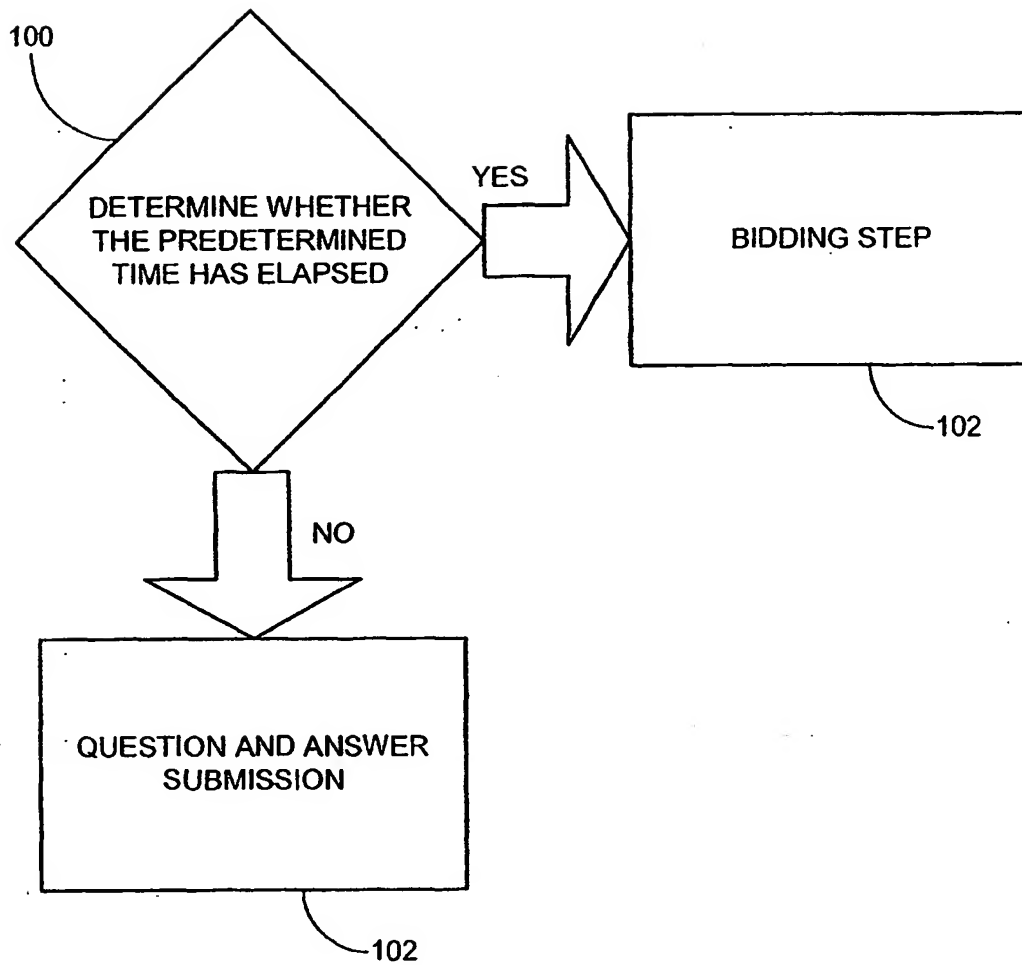 100
DETERMINE WHETHER
THE PREDETERMINED
TIME HAS ELAPSED
YES
BIDDING STEP
102
NO
QUESTION AND ANSWER
SUBMISSION
102